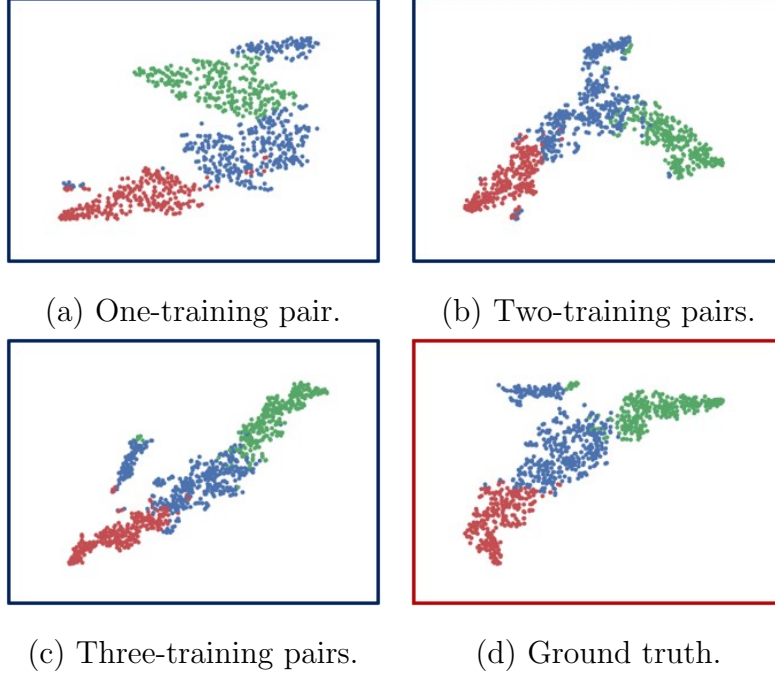 (a) One-training pair.
(b) Two-training pairs.
(c) Three-training pairs.
(d) Ground truth.